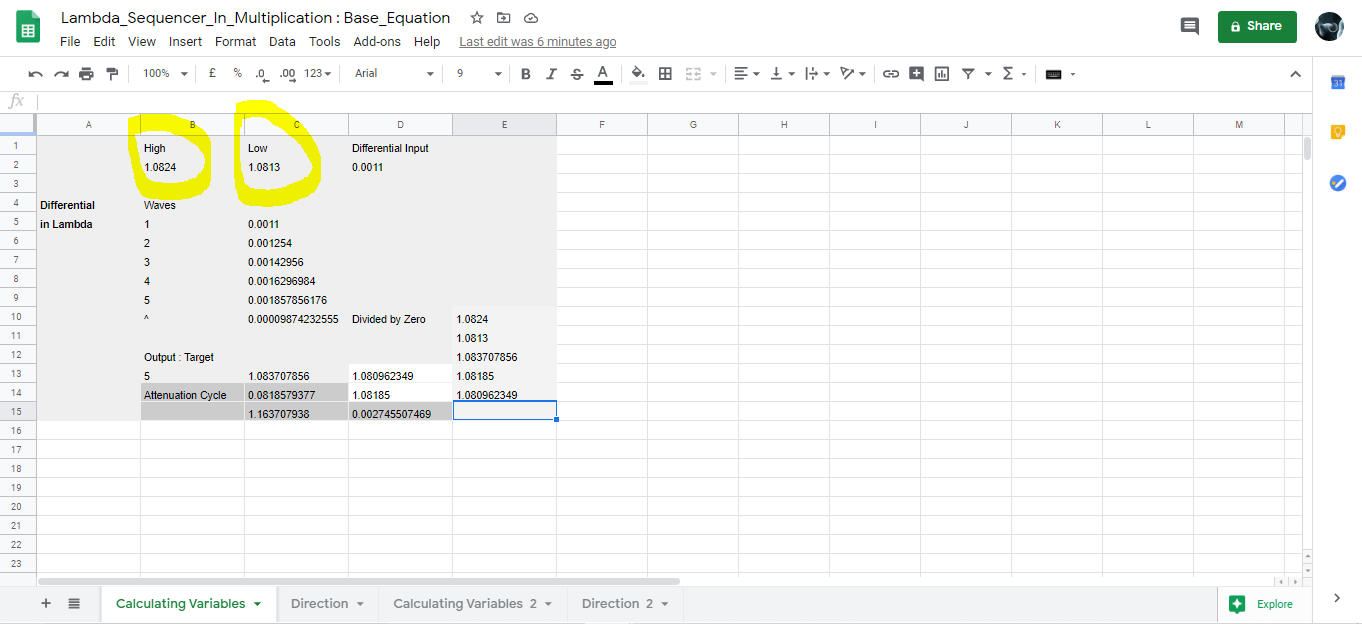 Lambda_Sequencer_In_Multiplication : Base_Equation
File Edit View Insert Format Data Tools Add-ons Help Last edit was 6 minutes ago
Share
100% £ % .0 .00 123 Arial 9 B I S A Σ
31
fx
A B C D E F G H I J K L M
1 High Low Differential Input
2 1.0824 1.0813 0.0011
3
4 Differential Waves
5 in Lambda 1 0.0011
6 2 0.001254
7 3 0.00142956
8 4 0.0016296984
9 5 0.001857856176
10 ^ 0.00009874232555 Divided by Zero 1.0824
11 1.0813
12 Output : Target 1.083707856
13 5 1.083707856 1.080962349 1.08185
14 Attenuation Cycle 0.0818579377 1.08185 1.080962349
15 1.163707938 0.002745507469
16
17
18
19
20
21
22
23
+ Calculating Variables Direction Calculating Variables 2 Direction 2 Explore